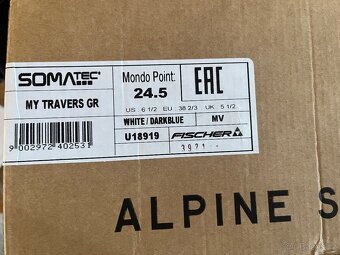 SOMATEC
MY TRAVERS GR
9 002972 402531
Mondo Point:
24.5
US : 6 1/2 EU : 38 2/3 UK : 5 1/2
WHITE / DARKBLUE MV
U18919 FISCHER
3921
EAC
ALPINE S